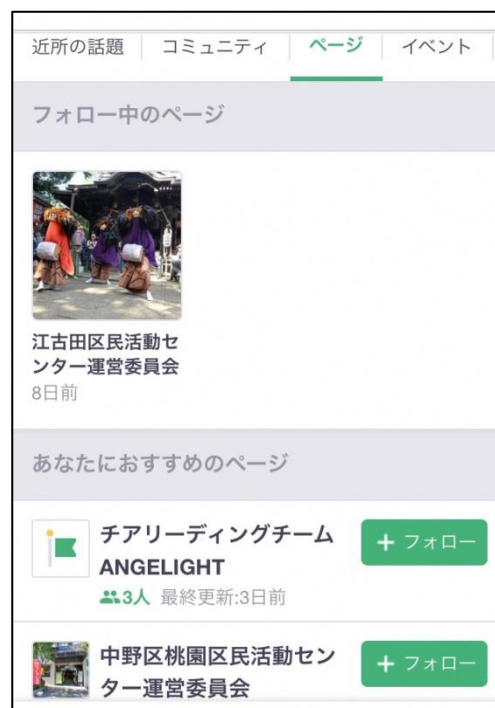 近所の話題
コミュニティ
ページ
イベント
フォロー中のページ
江古田区民活動セ
ンター運営委員会
8日前
あなたにおすすめのページ
チアリーディングチーム
ANGELIGHT
3人 最終更新:3日前
+ フォロー
中野区桃園区民活動セン
ター運営委員会
+ フォロー